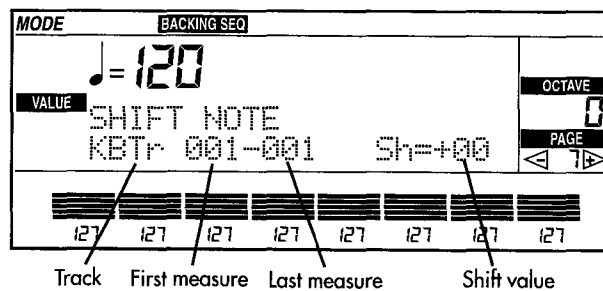 MODE BACKING SEQ
♩=120
VALUE
OCTAVE
0
SHIFT NOTE
KBTr 001-001 Sh=+00
PAGE
- 7 +
127 127 127 127 127 127 127 127
Track First measure Last measure Shift value